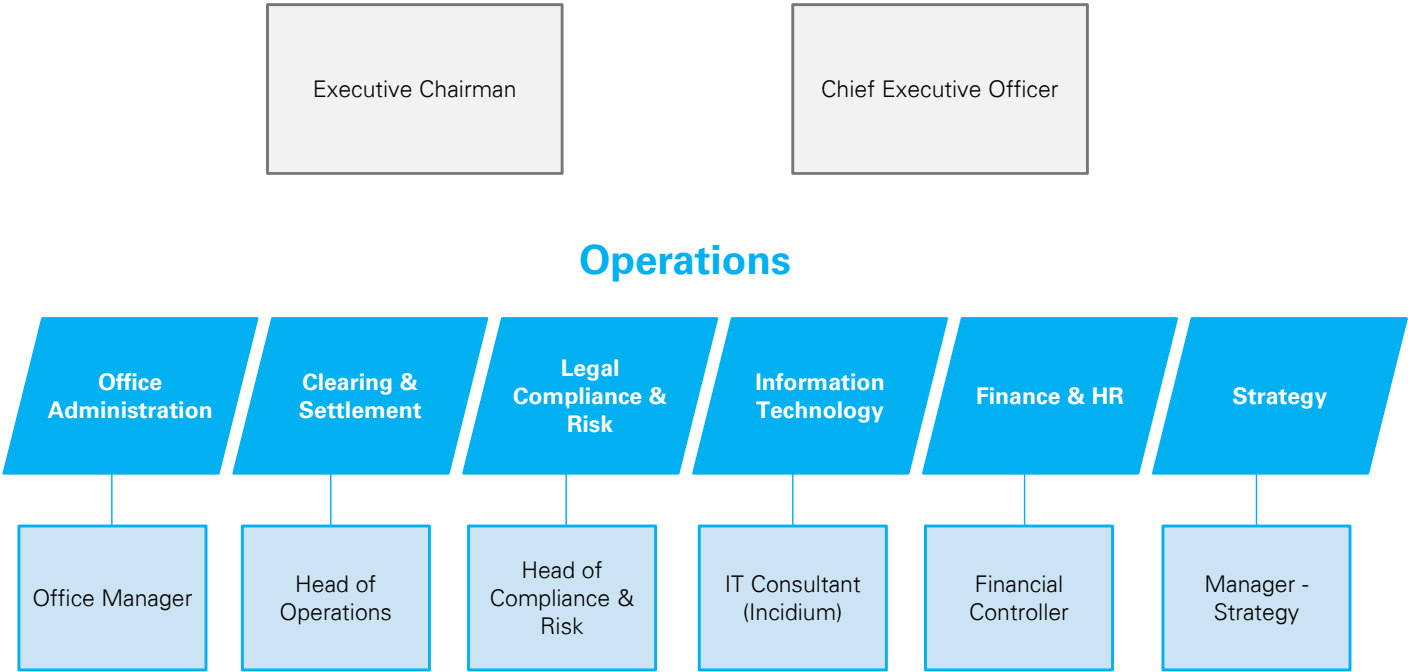 Executive Chairman
Chief Executive Officer
Operations
Office
Administration
Clearing &
Settlement
Legal
Compliance &
Risk
Information
Technology
Finance & HR
Strategy
Office Manager
Head of
Operations
Head of
Compliance &
Risk
IT Consultant
(Incidium)
Financial
Controller
Manager -
Strategy